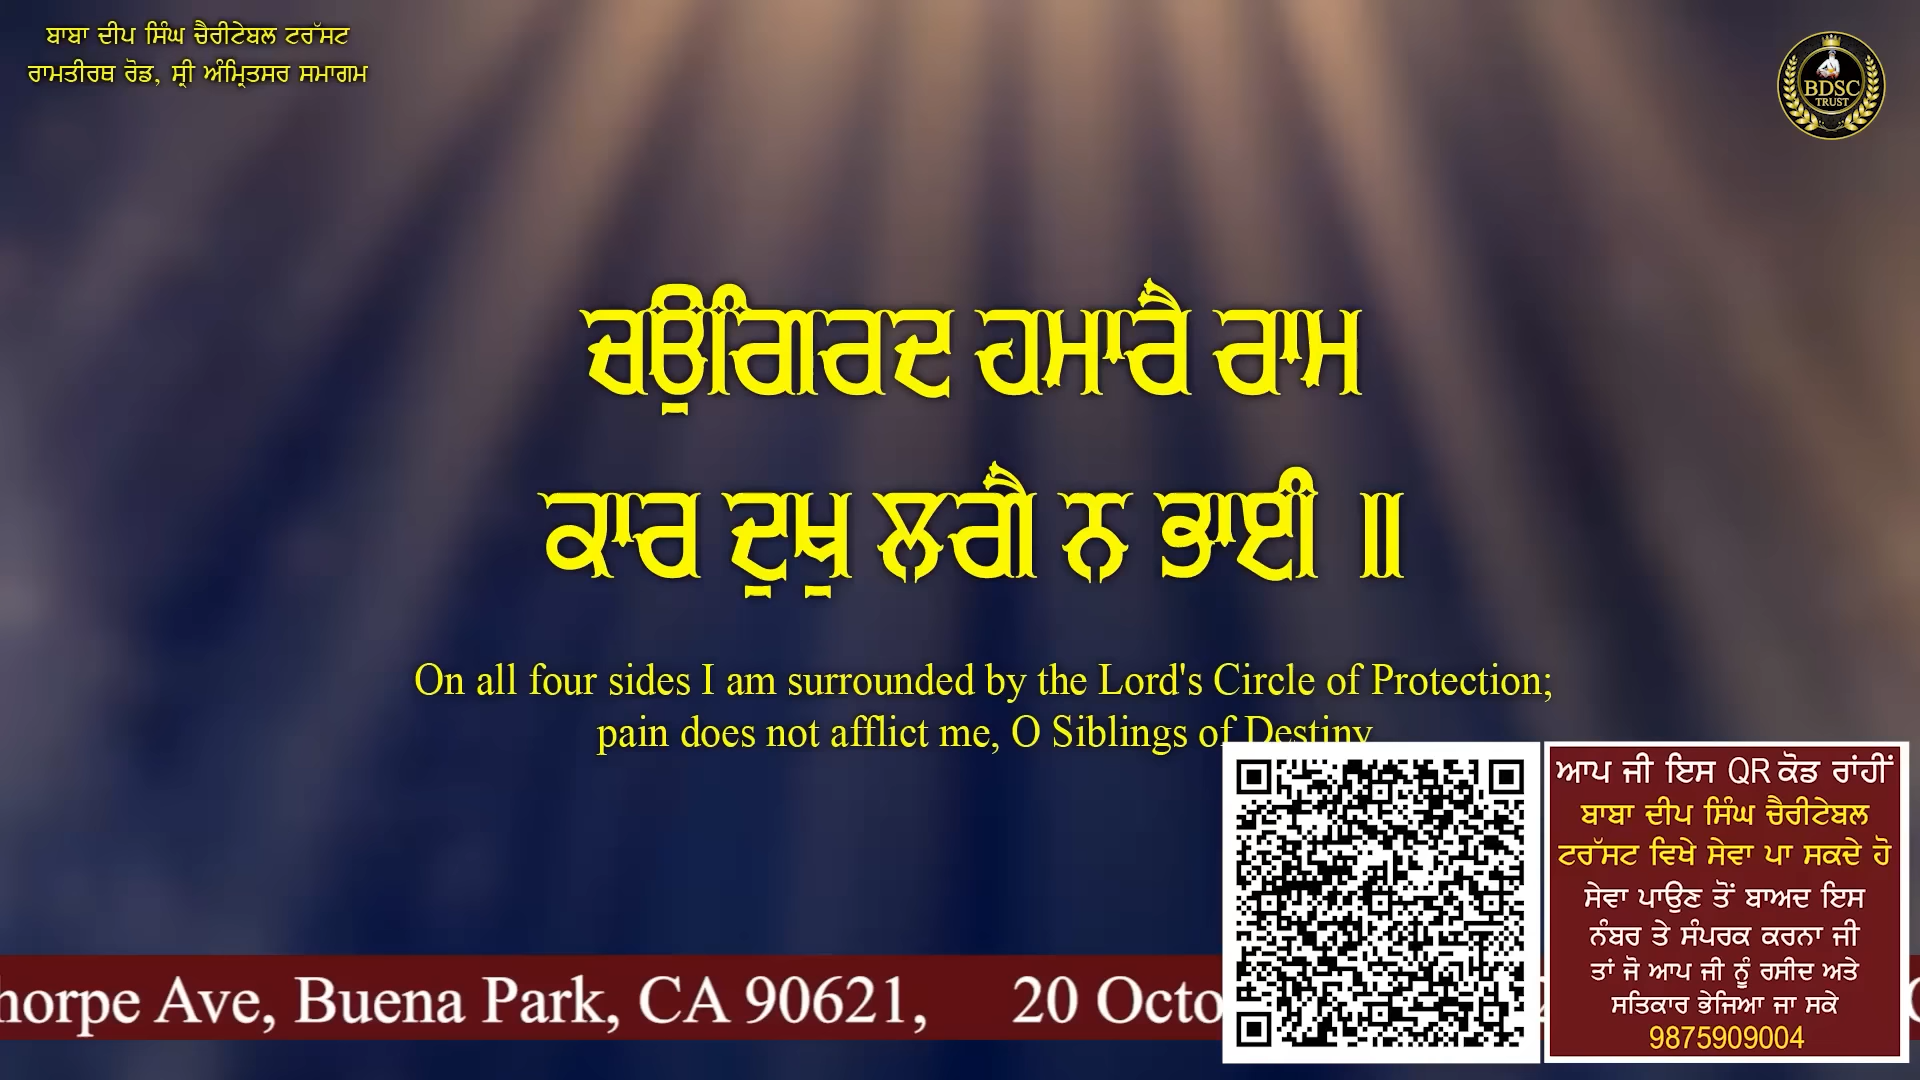 ਬਾਬਾ ਦੀਪ ਸਿੰਘ ਚੈਰੀਟੇਬਲ ਟਰੱਸਟ
ਰਾਮਤੀਰਥ ਰੋਡ, ਸ੍ਰੀ ਅੰਮ੍ਰਿਤਸਰ ਸਮਾਗਮ
BDSC
TRUST
ਚਉਗਿਰਦ ਹਮਾਰੈ ਰਾਮ
ਕਾਰ ਦੁਖੁ ਲਗੈ ਨ ਭਾਈ ॥
On all four sides I am surrounded by the Lord's Circle of Protection;
pain does not afflict me, O Siblings of Destiny
ਆਪ ਜੀ ਇਸ QR ਕੋਡ ਰਾਂਹੀਂ
ਬਾਬਾ ਦੀਪ ਸਿੰਘ ਚੈਰੀਟੇਬਲ
ਟਰੱਸਟ ਵਿਖੇ ਸੇਵਾ ਪਾ ਸਕਦੇ ਹੋ
ਸੇਵਾ ਪਾਉਣ ਤੋਂ ਬਾਅਦ ਇਸ
ਨੰਬਰ ਤੇ ਸੰਪਰਕ ਕਰਨਾ ਜੀ
ਤਾਂ ਜੋ ਆਪ ਜੀ ਨੂੰ ਰਸੀਦ ਅਤੇ
ਸਤਿਕਾਰ ਭੇਜਿਆ ਜਾ ਸਕੇ
9875909004
horpe Ave, Buena Park, CA 90621, 20 Octo